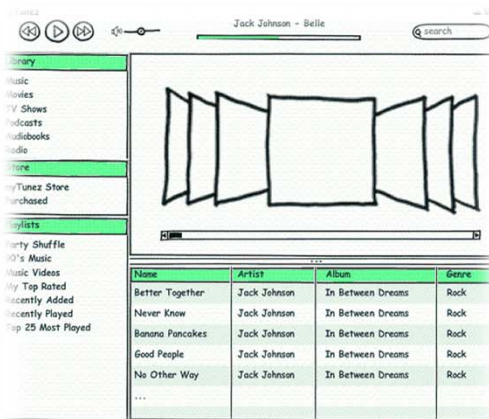 Jack Johnson - Belle
search
Library
Music
Movies
TV Shows
Podcasts
Audiobooks
Radio
Store
myTunez Store
Purchased
Playlists
Party Shuffle
90's Music
Music Videos
My Top Rated
Recently Added
Recently Played
Top 25 Most Played
Name Artist Album Genre
Better Together Jack Johnson In Between Dreams Rock
Never Know Jack Johnson In Between Dreams Rock
Banana Pancakes Jack Johnson In Between Dreams Rock
Good People Jack Johnson In Between Dreams Rock
No Other Way Jack Johnson In Between Dreams Rock
...